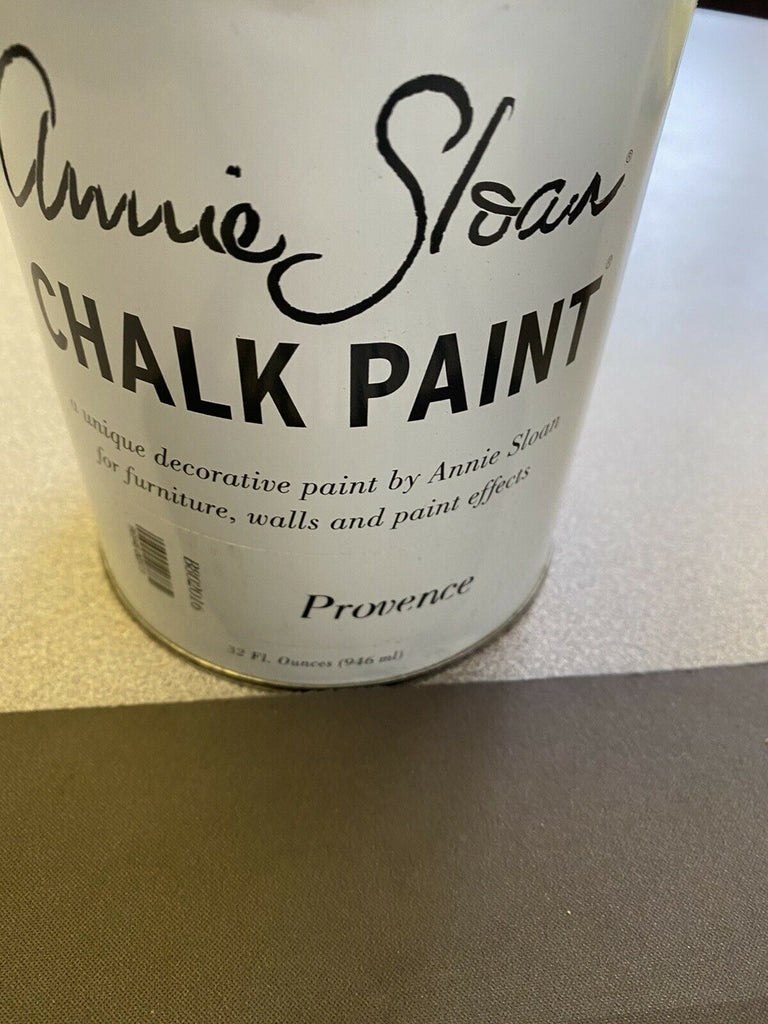 Annie Sloan®
CHALK PAINT®
a unique decorative paint by Annie Sloan
for furniture, walls and paint effects
Provence
32 Fl. Ounces (946 ml)